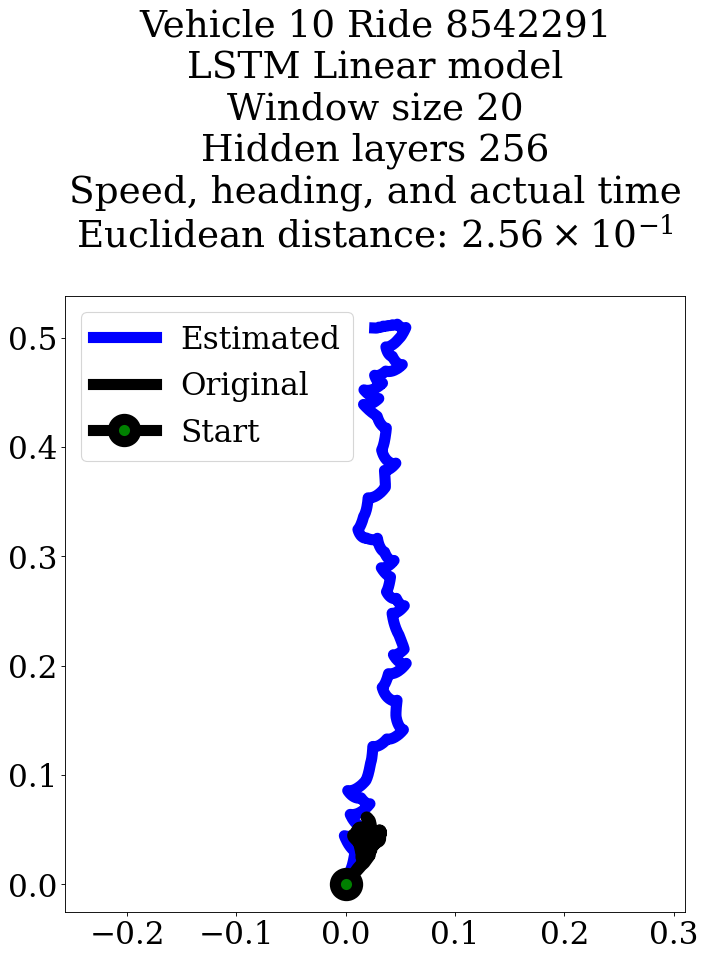 Vehicle 10 Ride 8542291
LSTM Linear model
Window size 20
Hidden layers 256
Speed, heading, and actual time
Euclidean distance: 2.56 × 10⁻¹
Estimated
Original
Start
0.5
0.4
0.3
0.2
0.1
0.0
−0.2 −0.1 0.0 0.1 0.2 0.3